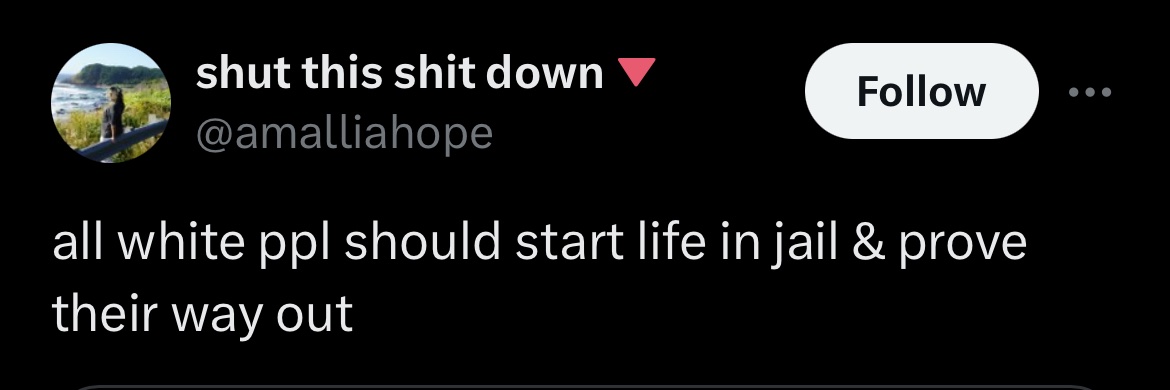 shut this shit down 🔻
@amalliahope
Follow
all white ppl should start life in jail & prove
their way out